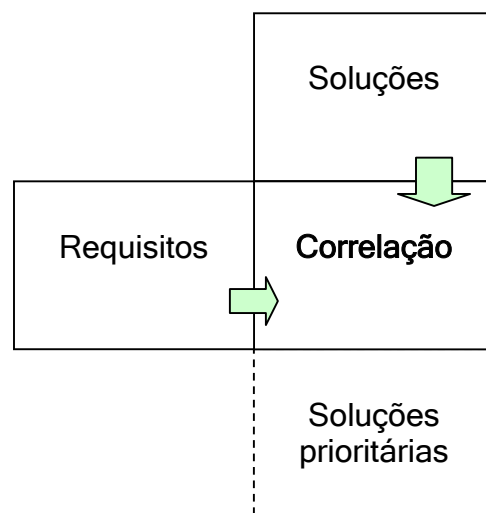 Soluções
Requisitos
Correlação
Soluções
prioritárias